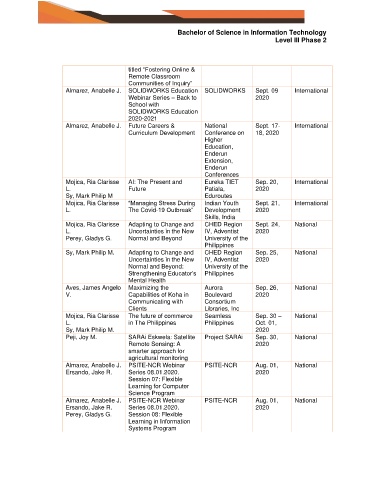 Bachelor of Science in Information Technology
Level III Phase 2
titled "Fostering Online &
Remote Classroom
Communities of Inquiry"
Almarez, Anabelle J. SOLIDWORKS Education SOLIDWORKS Sept. 09 International
Webinar Series – Back to 2020
School with
SOLIDWORKS Education
2020-2021
Almarez, Anabelle J. Future Careers & National Sept. 17 International
Curriculum Development Conference on 18, 2020
Higher
Education,
Enderun
Extension,
Enderun
Conferences
Mojica, Ria Clarisse AI: The Present and Eureka TIET Sep. 20, International
L. Future Patiala, 2020
Sy, Mark Philip M Eduroutes
Mojica, Ria Clarisse "Managing Stress During Indian Youth Sept. 21, International
L. The Covid-19 Outbreak" Development 2020
Skills, India
Mojica, Ria Clarisse Adapting to Change and CHED Region Sept. 24, National
L. Uncertainties in the New IV, Adventist 2020
Perey, Gladys G. Normal and Beyond University of the
Philippines
Sy, Mark Philip M. Adapting to Change and CHED Region Sep. 25, National
Uncertainties in the New IV, Adventist 2020
Normal and Beyond: University of the
Strengthening Educator's Philippines
Mental Health
Aves, James Angelo Maximizing the Aurora Sep. 26, National
V. Capabilities of Koha in Boulevard 2020
Communicating with Consortium
Clients Libraries, Inc
Mojica, Ria Clarisse The future of commerce Seamless Sep. 30 – National
L. in The Philippines Philippines Oct. 01,
Sy, Mark Philip M. 2020
Peji, Joy M. SARAi Eskwela: Satellite Project SARAi Sep. 30, National
Remote Sensing: A 2020
smarter approach for
agricultural monitoring
Almarez, Anabelle J. PSITE-NCR Webinar PSITE-NCR Aug. 01, National
Ersando, Jake R. Series 08.01.2020. 2020
Session 07: Flexible
Learning for Computer
Science Program
Almarez, Anabelle J. PSITE-NCR Webinar PSITE-NCR Aug. 01, National
Ersando, Jake R. Series 08.01.2020. 2020
Perey, Gladys G. Session 08: Flexible
Learning in Information
Systems Program